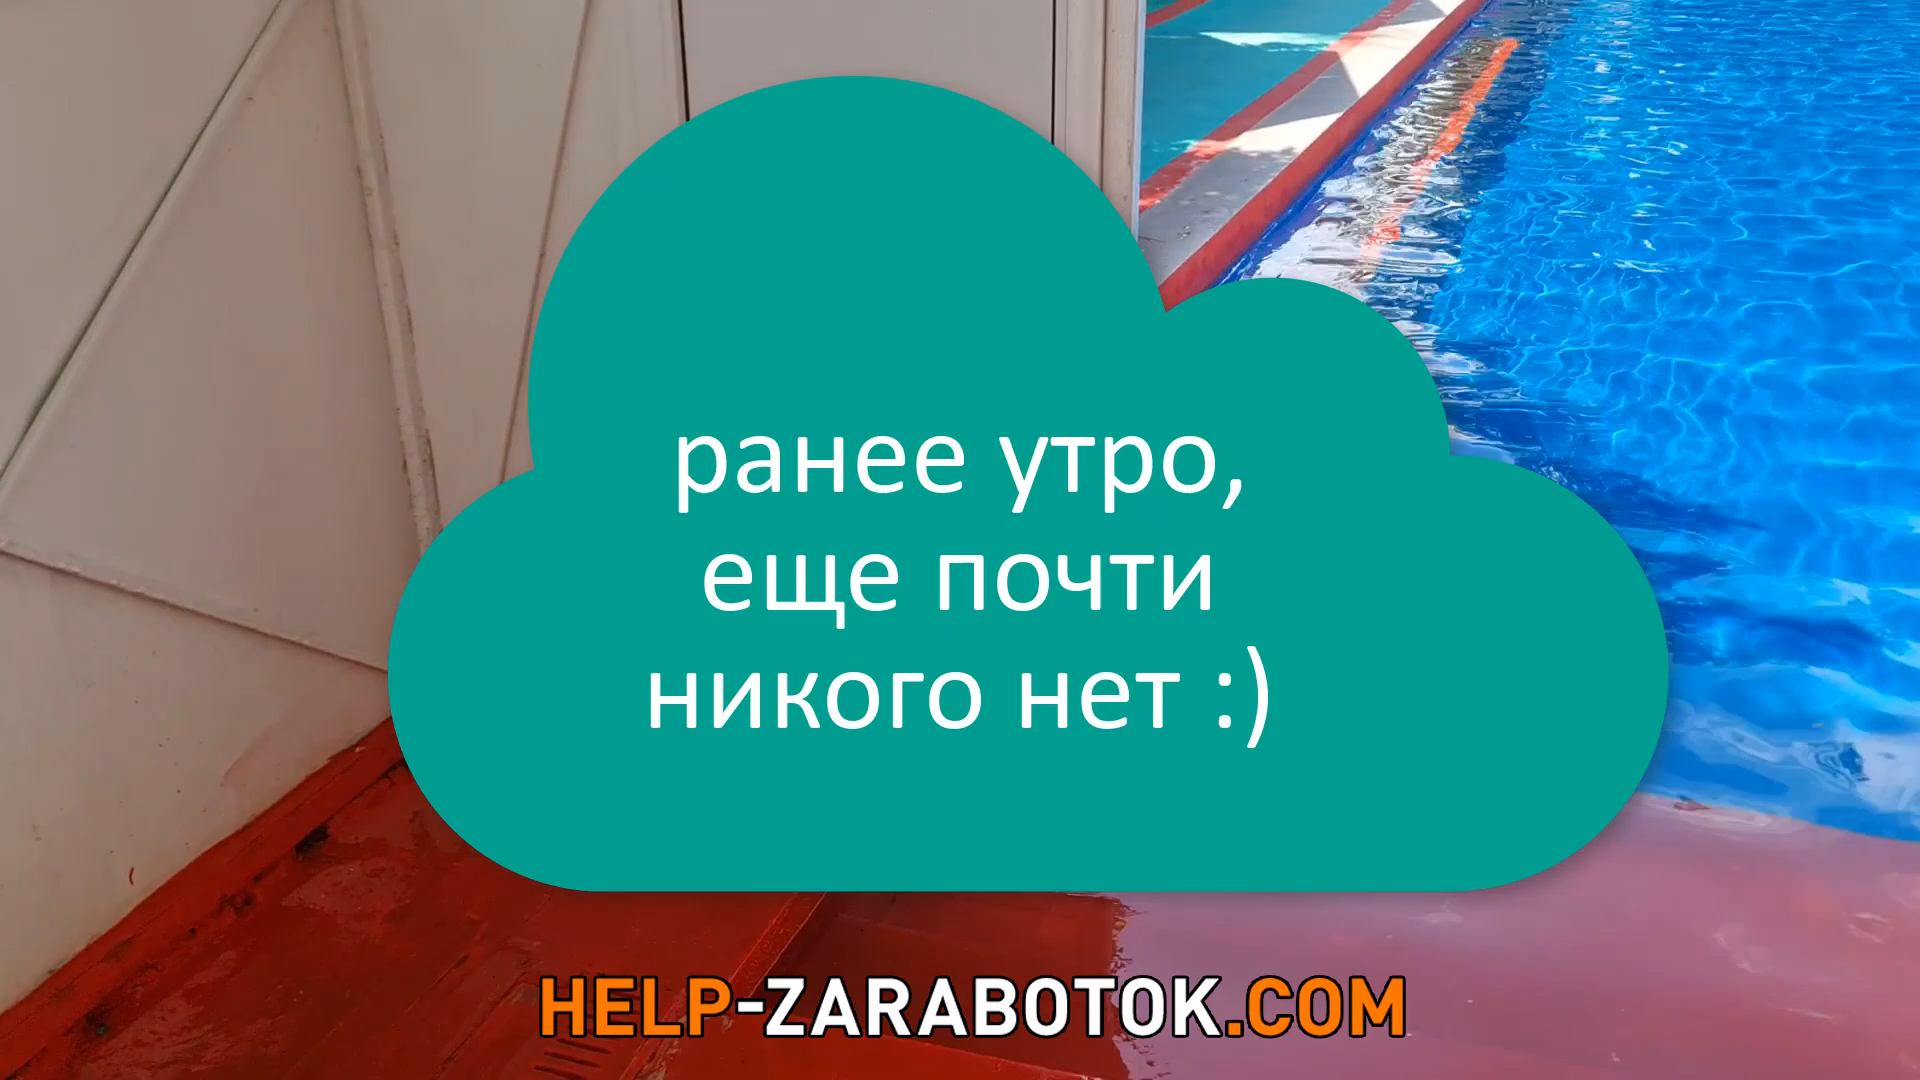 ранее утро,
еще почти
никого нет :)
HELP-ZARABOTOK.COM